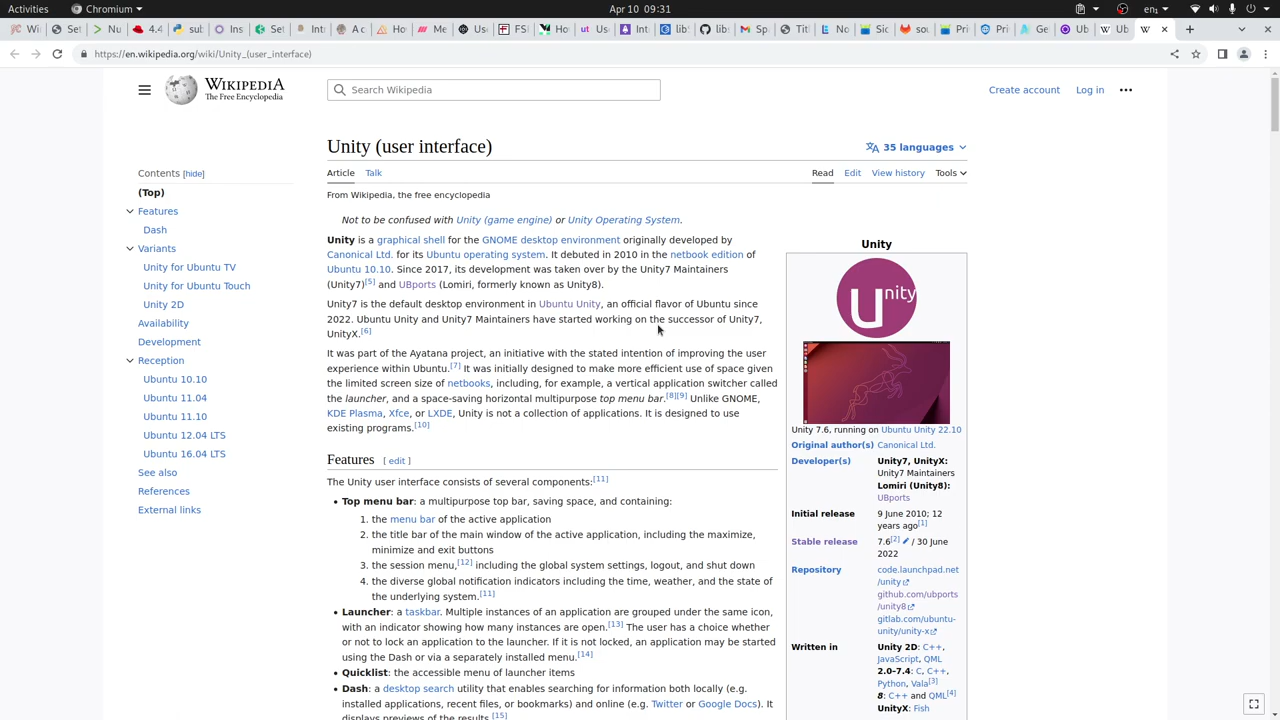 Activities
Chromium
Apr 10 09:31
https://en.wikipedia.org/wiki/Unity_(user_interface)
WIKIPEDIA
The Free Encyclopedia
Search Wikipedia
Create account
Log in
Unity (user interface)
35 languages
Article
Talk
Read
Edit
View history
Tools
From Wikipedia, the free encyclopedia
Contents [hide]
(Top)
Features
Dash
Variants
Unity for Ubuntu TV
Unity for Ubuntu Touch
Unity 2D
Availability
Development
Reception
Ubuntu 10.10
Ubuntu 11.04
Ubuntu 11.10
Ubuntu 12.04 LTS
Ubuntu 16.04 LTS
See also
References
External links
Not to be confused with Unity (game engine) or Unity Operating System.
Unity is a graphical shell for the GNOME desktop environment originally developed by
Canonical Ltd. for its Ubuntu operating system. It debuted in 2010 in the netbook edition of
Ubuntu 10.10. Since 2017, its development was taken over by the Unity7 Maintainers
(Unity7)[5] and UBports (Lomiri, formerly known as Unity8).
Unity7 is the default desktop environment in Ubuntu Unity, an official flavor of Ubuntu since
2022. Ubuntu Unity and Unity7 Maintainers have started working on the successor of Unity7,
UnityX.[6]
It was part of the Ayatana project, an initiative with the stated intention of improving the user
experience within Ubuntu.[7] It was initially designed to make more efficient use of space given
the limited screen size of netbooks, including, for example, a vertical application switcher called
the launcher, and a space-saving horizontal multipurpose top menu bar.[8][9] Unlike GNOME,
KDE Plasma, Xfce, or LXDE, Unity is not a collection of applications. It is designed to use
existing programs.[10]
Features [ edit ]
The Unity user interface consists of several components:[11]
• Top menu bar: a multipurpose top bar, saving space, and containing:
1. the menu bar of the active application
2. the title bar of the main window of the active application, including the maximize,
minimize and exit buttons
3. the session menu,[12] including the global system settings, logout, and shut down
4. the diverse global notification indicators including the time, weather, and the state of
the underlying system.[11]
• Launcher: a taskbar. Multiple instances of an application are grouped under the same icon,
with an indicator showing how many instances are open.[13] The user has a choice whether
or not to lock an application to the launcher. If it is not locked, an application may be started
using the Dash or via a separately installed menu.[14]
• Quicklist: the accessible menu of launcher items
• Dash: a desktop search utility that enables searching for information both locally (e.g.
installed applications, recent files, or bookmarks) and online (e.g. Twitter or Google Docs). It
displays previews of the results.[15]
Unity
Unity
Unity 7.6, running on Ubuntu Unity 22.10
Original author(s) Canonical Ltd.
Developer(s) Unity7, UnityX:
Unity7 Maintainers
Lomiri (Unity8):
UBports
Initial release 9 June 2010; 12
years ago[1]
Stable release 7.6[2] / 30 June
2022
Repository code.launchpad.net
/unity
github.com/ubports
/unity8
gitlab.com/ubuntu-
unity/unity-x
Written in Unity 2D: C++,
JavaScript, QML
2.0–7.4: C, C++,
Python, Vala[3]
8: C++ and QML[4]
UnityX: Fish